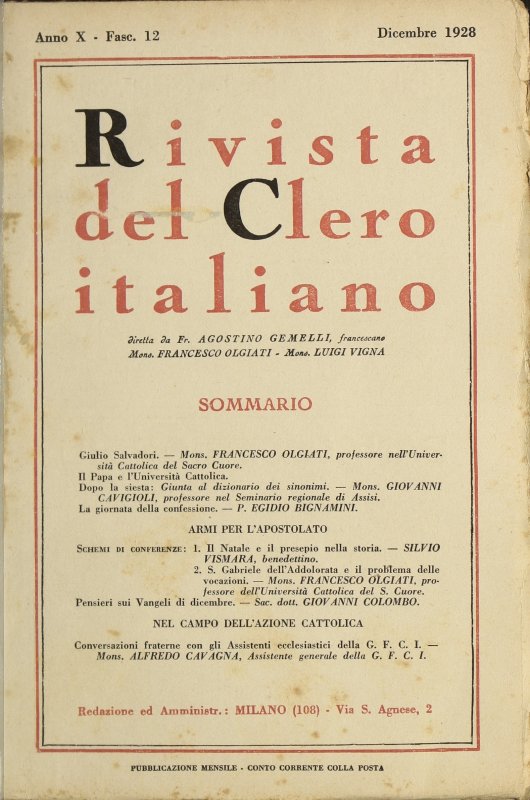 Anno X - Fasc. 12
Dicembre 1928
Rivista
del Clero
italiano
diretta da Fr. AGOSTINO GEMELLI, francescano
Mons. FRANCESCO OLGIATI - Mons. LUIGI VIGNA
SOMMARIO
Giulio Salvadori. — Mons. FRANCESCO OLGIATI, professore nell'Univer-
sità Cattolica del Sacro Cuore.
Il Papa e l'Università Cattolica.
Dopo la siesta: Giunta al dizionario dei sinonimi. — Mons. GIOVANNI
CAVIGIOLI, professore nel Seminario regionale di Assisi.
La giornata della confessione. — P. EGIDIO BIGNAMINI.
ARMI PER L'APOSTOLATO
SCHEMI DI CONFERENZE: 1. Il Natale e il presepio nella storia. — SILVIO
VISMARA, benedettino.
2. S. Gabriele dell'Addolorata e il problema delle
vocazioni. — Mons. FRANCESCO OLGIATI, pro-
fessore dell'Università Cattolica del S. Cuore.
Pensieri sui Vangeli di dicembre. — Sac. dott. GIOVANNI COLOMBO.
NEL CAMPO DELL'AZIONE CATTOLICA
Conversazioni fraterne con gli Assistenti ecclesiastici della G. F. C. I. —
Mons. ALFREDO CAVAGNA, Assistente generale della G. F. C. I.
Redazione ed Amministr.: MILANO (108) - Via S. Agnese, 2
PUBBLICAZIONE MENSILE - CONTO CORRENTE COLLA POSTA